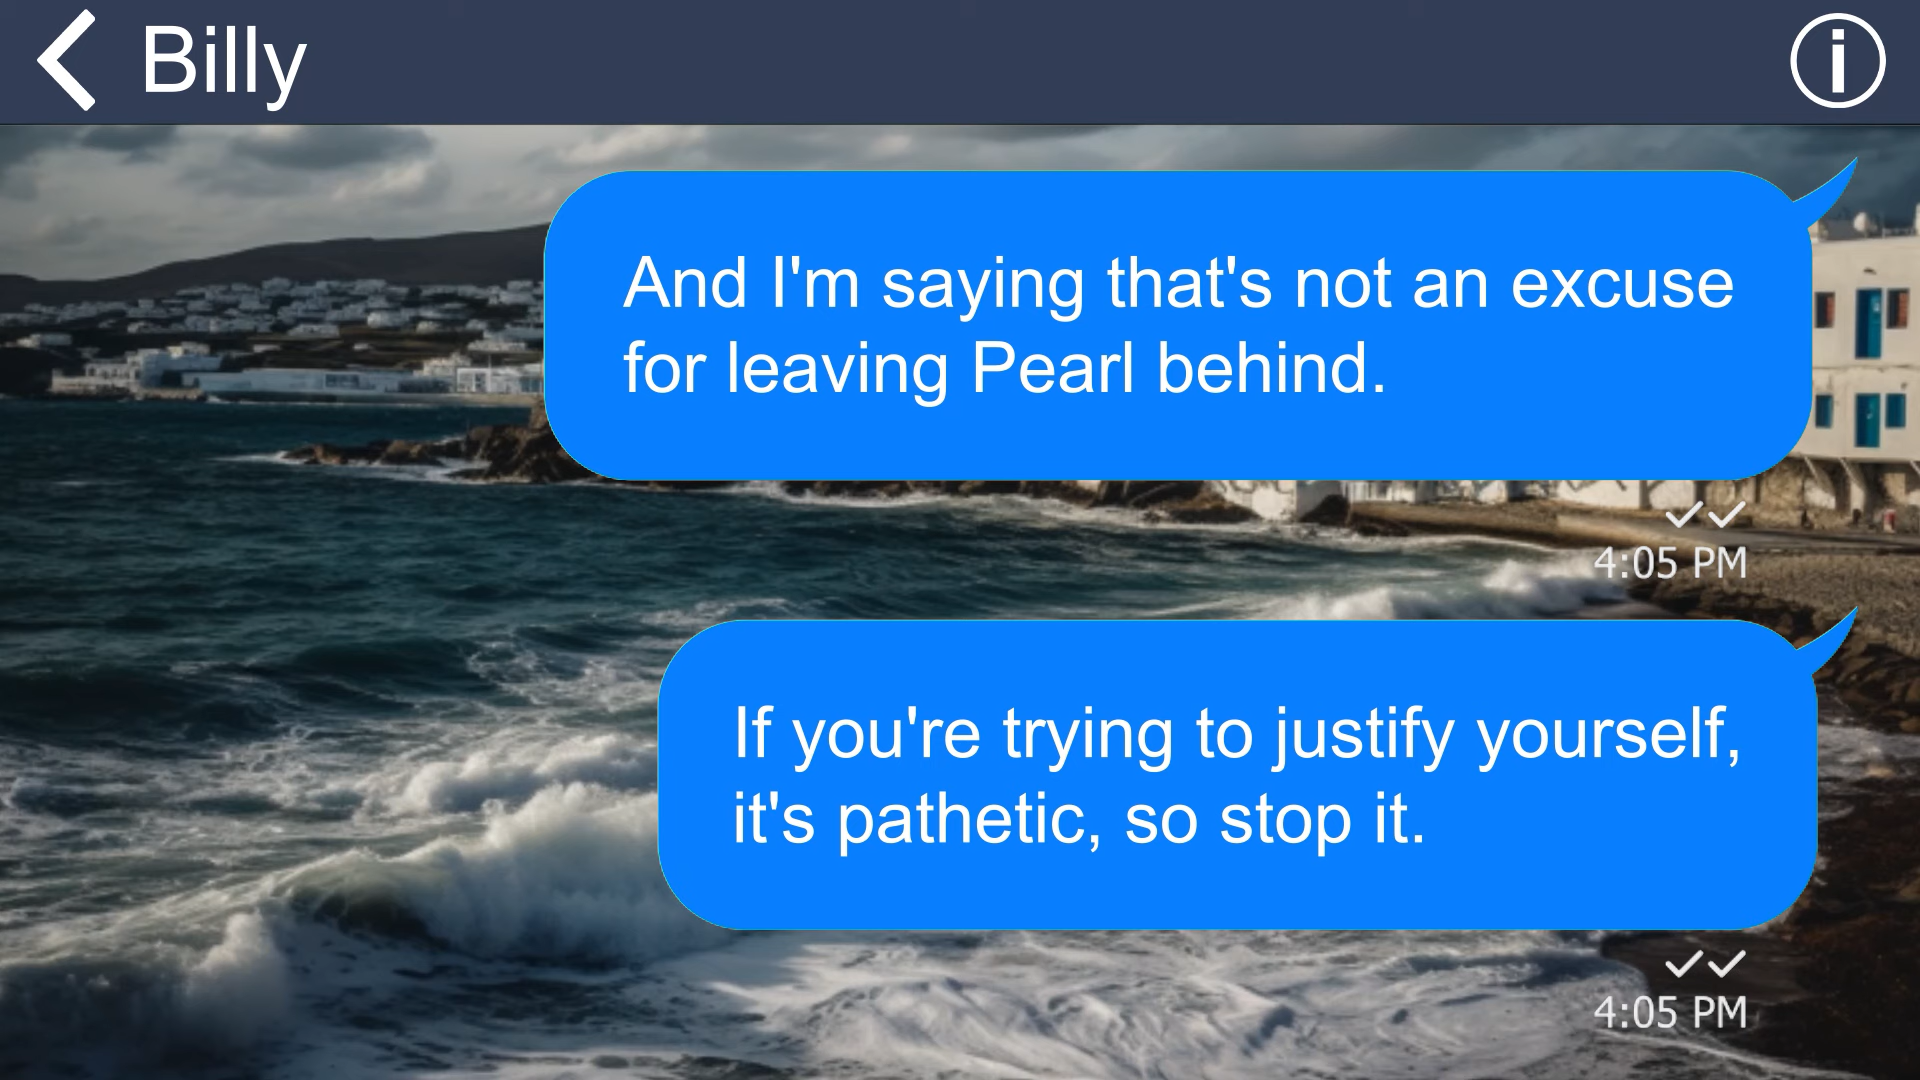 Billy
And I'm saying that's not an excuse
for leaving Pearl behind.
4:05 PM
If you're trying to justify yourself,
it's pathetic, so stop it.
4:05 PM